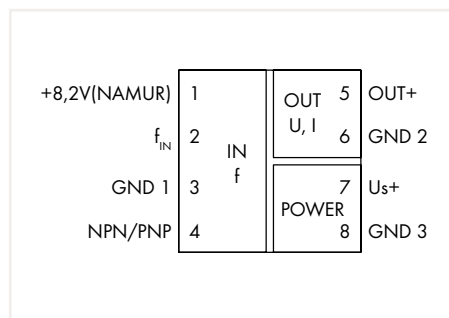 +8,2V(NAMUR) 1 OUT 5 OUT+
f_IN 2 IN U, I 6 GND 2
GND 1 3 f 7 Us+
NPN/PNP 4 POWER 8 GND 3